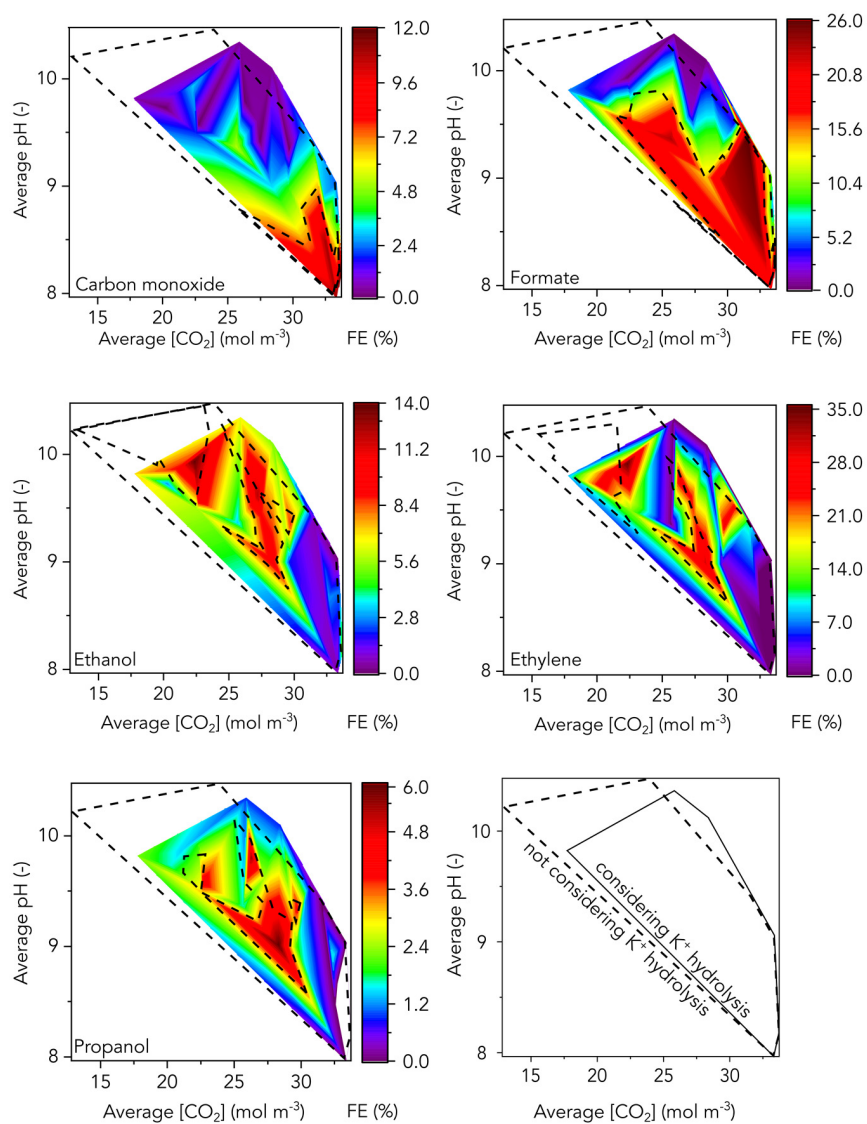 12.0
9.6
7.2
4.8
2.4
0.0
10
9
8
Average pH (-)
Carbon monoxide
15 20 25 30
Average [CO₂] (mol m⁻³)
FE (%)
26.0
20.8
15.6
10.4
5.2
0.0
10
9
8
Average pH (-)
Formate
15 20 25 30
Average [CO₂] (mol m⁻³)
FE (%)
14.0
11.2
8.4
5.6
2.8
0.0
10
9
8
Average pH (-)
Ethanol
15 20 25 30
Average [CO₂] (mol m⁻³)
FE (%)
35.0
28.0
21.0
14.0
7.0
0.0
10
9
8
Average pH (-)
Ethylene
15 20 25 30
Average [CO₂] (mol m⁻³)
FE (%)
6.0
4.8
3.6
2.4
1.2
0.0
10
9
8
Average pH (-)
Propanol
15 20 25 30
Average [CO₂] (mol m⁻³)
FE (%)
10
9
8
Average pH (-)
considering K⁺ hydrolysis
not considering K⁺ hydrolysis
15 20 25 30
Average [CO₂] (mol m⁻³)